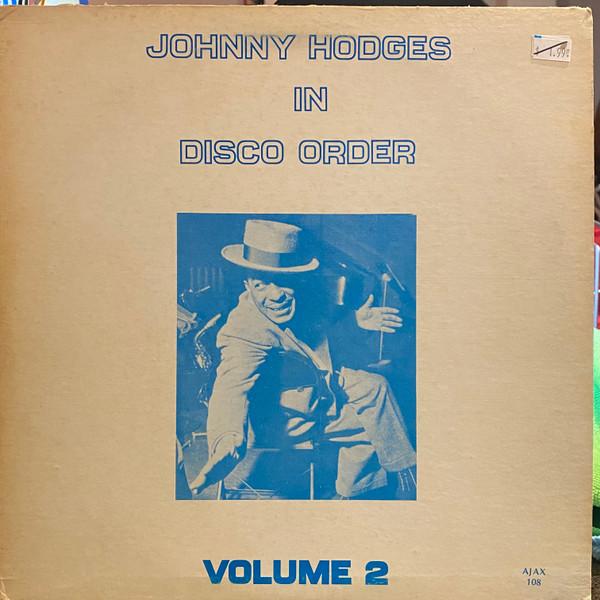 JOHNNY HODGES
IN
DISCO ORDER
VOLUME 2
AJAX
108